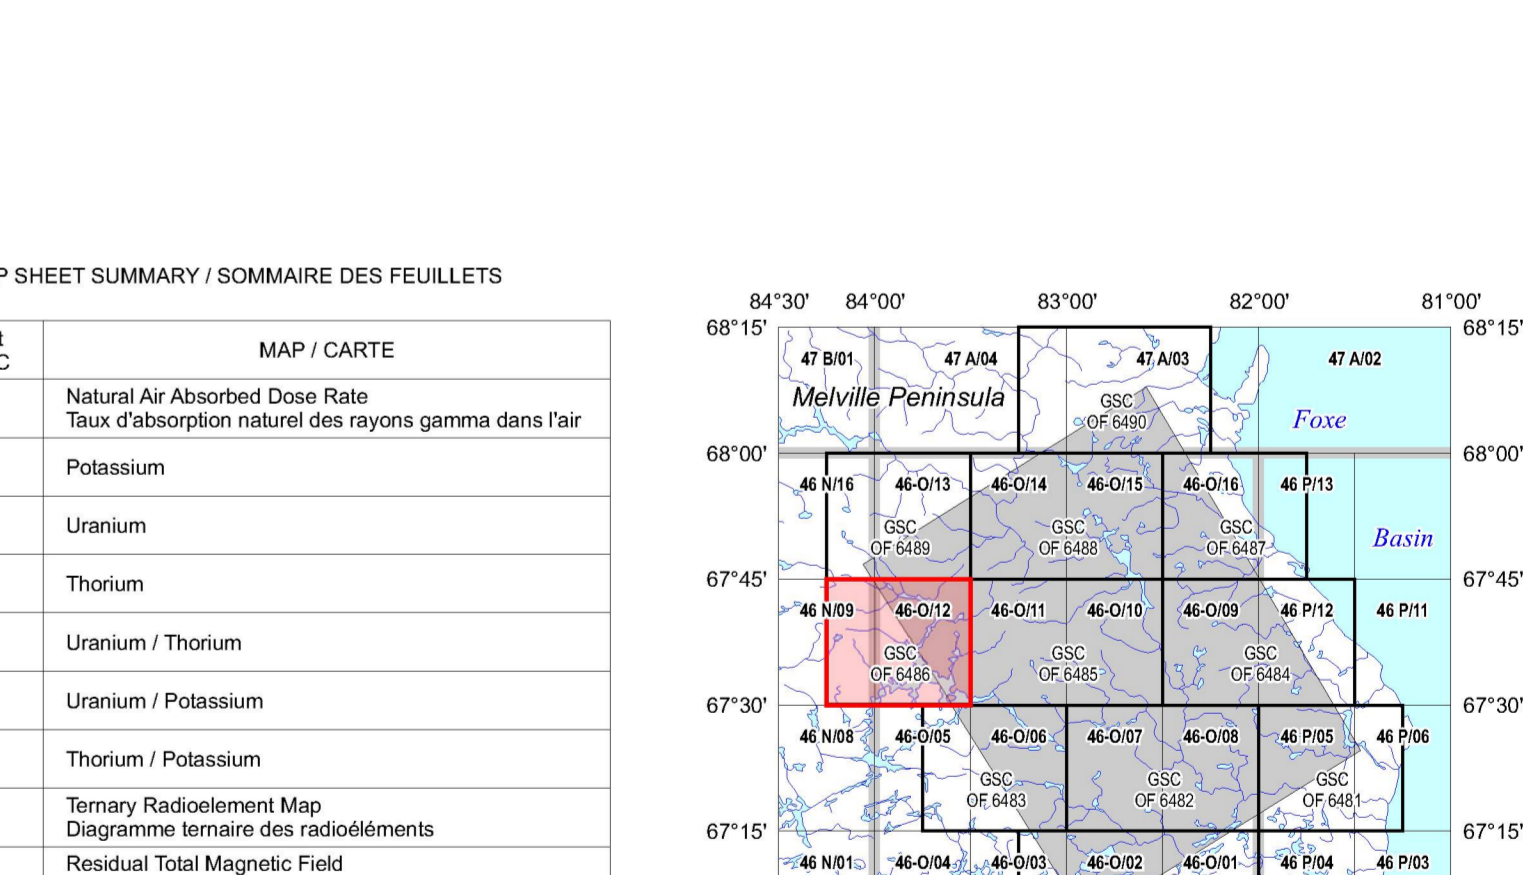 P SHEET SUMMARY / SOMMAIRE DES FEUILLETS
t
C
MAP / CARTE
Natural Air Absorbed Dose Rate
Taux d'absorption naturel des rayons gamma dans l'air
Potassium
Uranium
Thorium
Uranium / Thorium
Uranium / Potassium
Thorium / Potassium
Ternary Radioelement Map
Diagramme ternaire des radioéléments
Residual Total Magnetic Field
84°30' 84°00' 83°00' 82°00' 81°00'
68°15' 68°15'
47 B/01 47 A/04 47 A/03 47 A/02
Melville Peninsula
GSC
OF 6490
Foxe
68°00' 68°00'
46 N/16 46-O/13 46-O/14 46-O/15 46-O/16 46 P/13
GSC GSC GSC
OF 6489 OF 6488 OF 6487
Basin
67°45' 67°45'
46 N/09 46-O/12 46-O/11 46-O/10 46-O/09 46 P/12 46 P/11
GSC GSC GSC
OF 6486 OF 6485 OF 6484
67°30' 67°30'
46 N/08 46-O/05 46-O/06 46-O/07 46-O/08 46 P/05 46 P/06
GSC GSC GSC
OF 6483 OF 6482 OF 6481
67°15' 67°15'
46 N/01 46-O/04 46-O/03 46-O/02 46-O/01 46 P/04 46 P/03